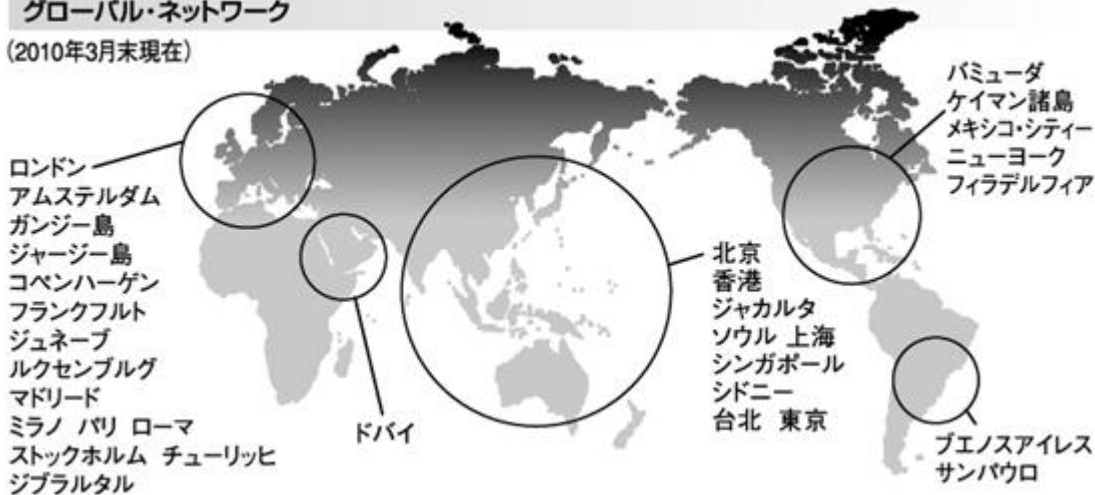 グローバル・ネットワーク
(2010年3月末現在)
ロンドン
アムステルダム
ガンジー島
ジャージー島
コペンハーゲン
フランクフルト
ジュネーブ
ルクセンブルグ
マドリード
ミラノ パリ ローマ
ストックホルム チューリッヒ
ジブラルタル
ドバイ
北京
香港
ジャカルタ
ソウル 上海
シンガポール
シドニー
台北 東京
バミューダ
ケイマン諸島
メキシコ・シティー
ニューヨーク
フィラデルフィア
ブエノスアイレス
サンパウロ